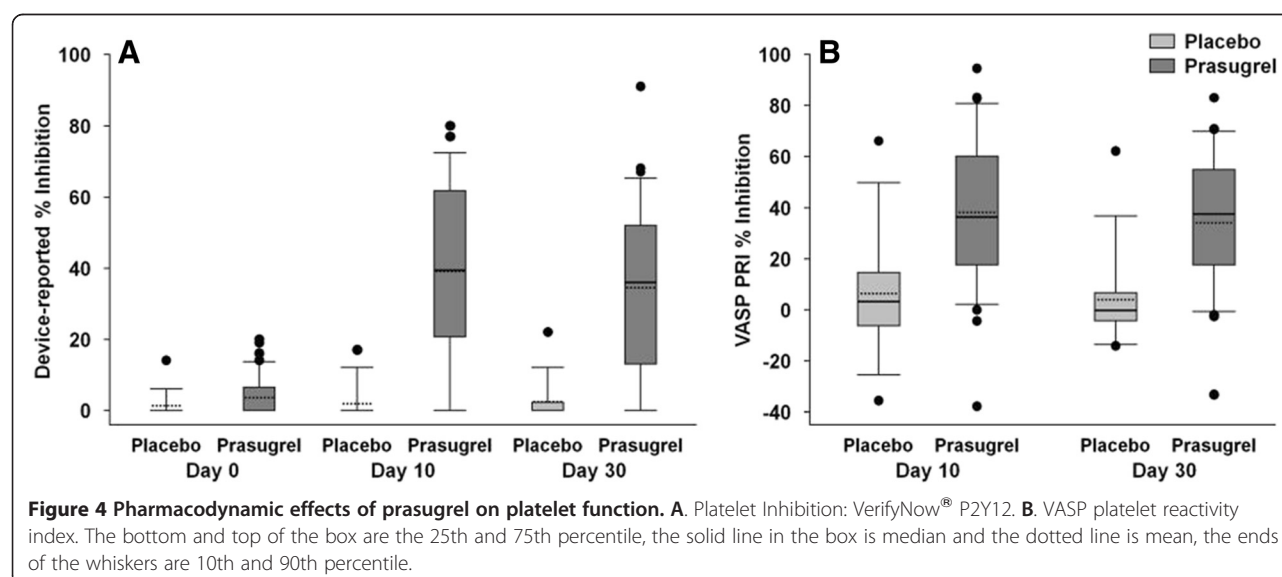 A
Device-reported % Inhibition
100
80
60
40
20
0
Placebo Prasugrel Placebo Prasugrel Placebo Prasugrel
Day 0 Day 10 Day 30
B
Placebo
Prasugrel
VASP PRI % Inhibition
100
80
60
40
20
0
-20
-40
Placebo Prasugrel Placebo Prasugrel
Day 10 Day 30
Figure 4 Pharmacodynamic effects of prasugrel on platelet function. A. Platelet Inhibition: VerifyNow® P2Y12. B. VASP platelet reactivity
index. The bottom and top of the box are the 25th and 75th percentile, the solid line in the box is median and the dotted line is mean, the ends
of the whiskers are 10th and 90th percentile.